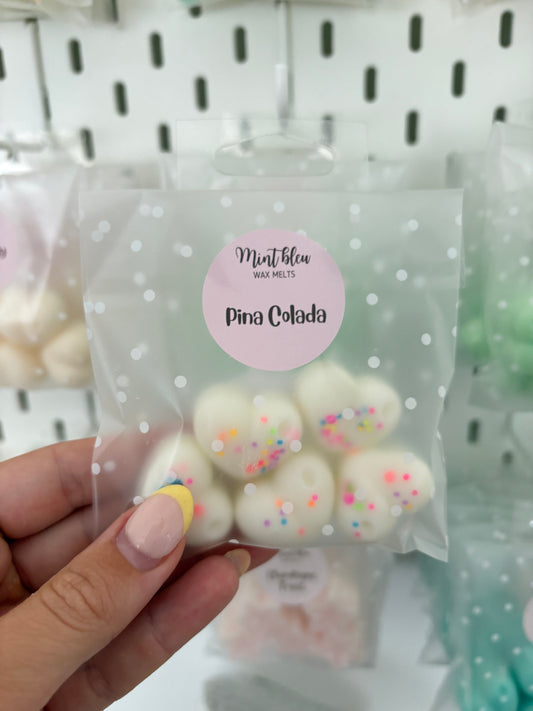 Mint bleu
WAX MELTS
Pina Colada